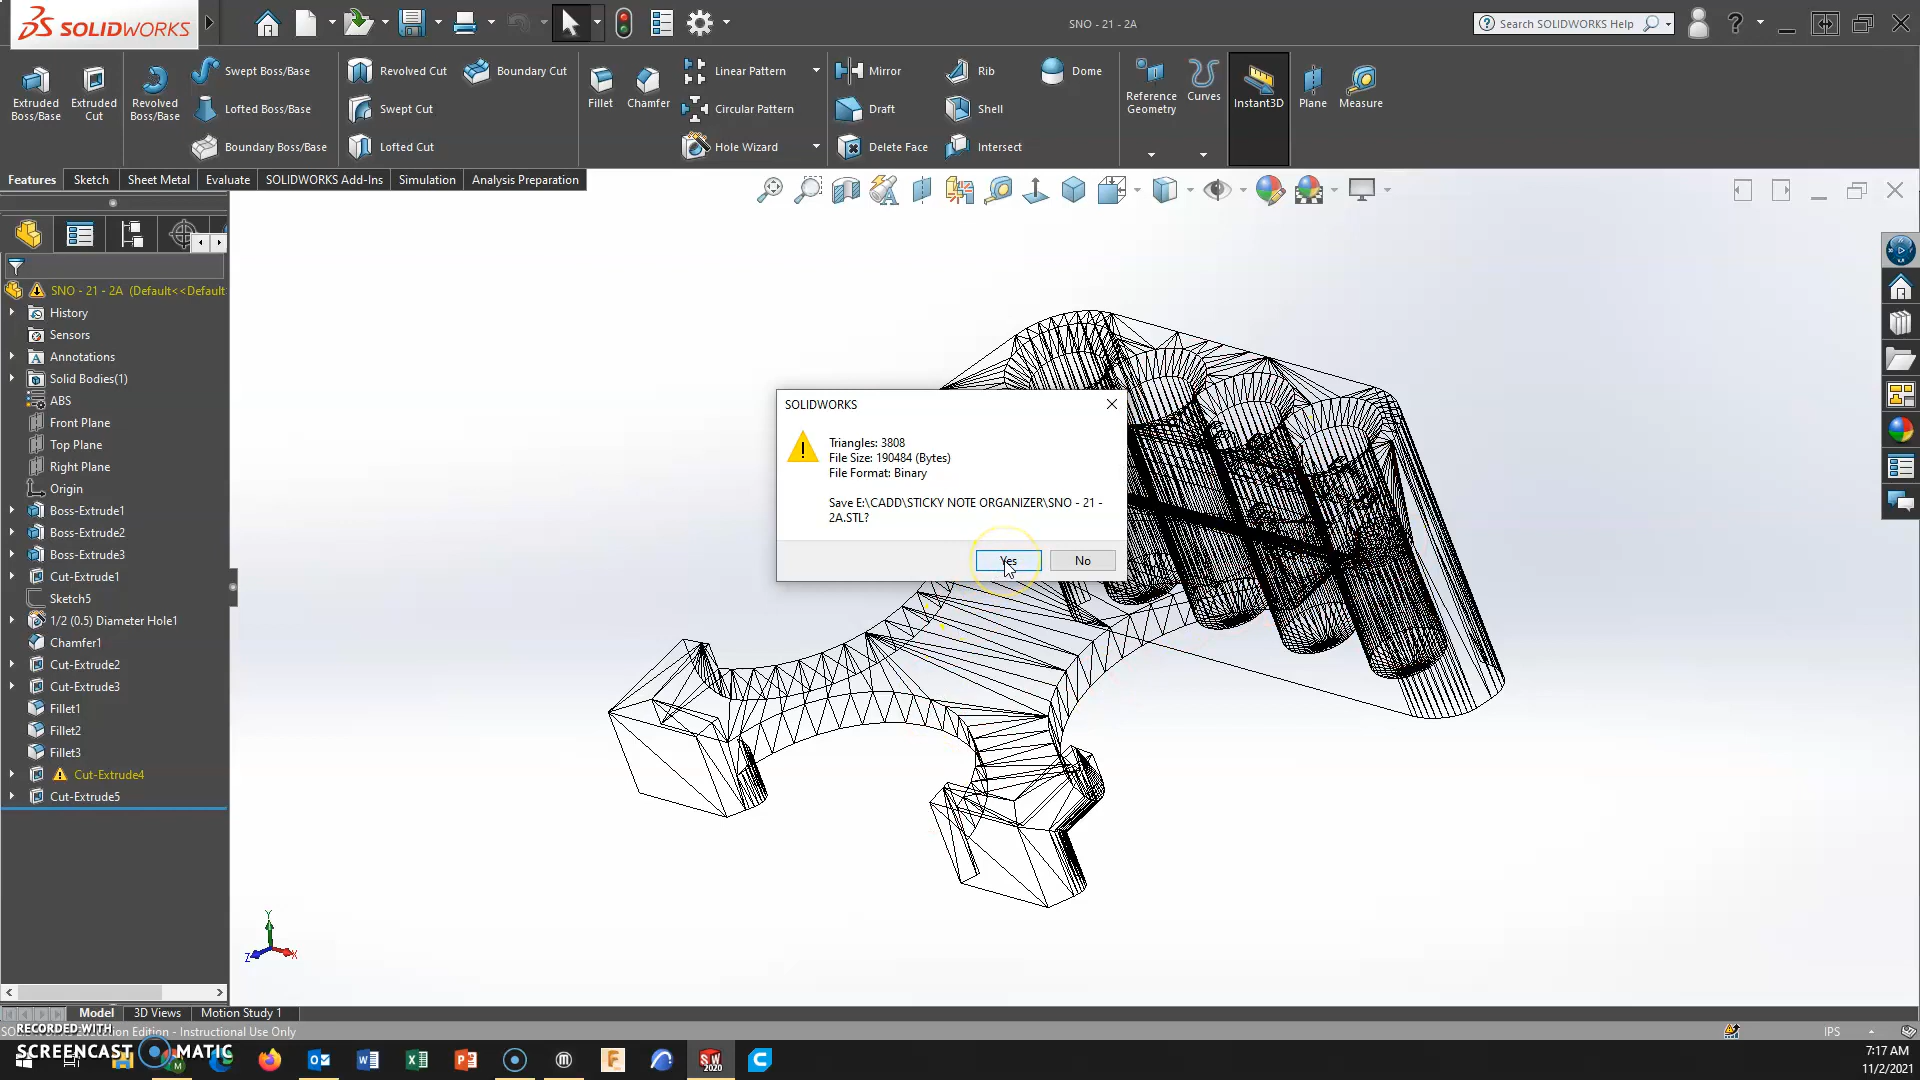 SOLIDWORKS
SNO - 21 - 2A
Search SOLIDWORKS Help
Extruded Boss/Base
Extruded Cut
Revolved Boss/Base
Swept Boss/Base
Lofted Boss/Base
Boundary Boss/Base
Revolved Cut
Swept Cut
Lofted Cut
Boundary Cut
Fillet
Chamfer
Linear Pattern
Circular Pattern
Hole Wizard
Mirror
Draft
Delete Face
Rib
Shell
Intersect
Dome
Reference Geometry
Curves
Instant3D
Plane
Measure
Features
Sketch
Sheet Metal
Evaluate
SOLIDWORKS Add-Ins
Simulation
Analysis Preparation
SNO - 21 - 2A (Default<<Default
History
Sensors
Annotations
Solid Bodies(1)
ABS
Front Plane
Top Plane
Right Plane
Origin
Boss-Extrude1
Boss-Extrude2
Boss-Extrude3
Cut-Extrude1
Sketch5
1/2 (0.5) Diameter Hole1
Chamfer1
Cut-Extrude2
Cut-Extrude3
Fillet1
Fillet2
Fillet3
Cut-Extrude4
Cut-Extrude5
SOLIDWORKS
Triangles: 3808
File Size: 190484 (Bytes)
File Format: Binary
Save E:\CADD\STICKY NOTE ORGANIZER\SNO - 21 -
2A.STL?
Yes
No
Y
Z
X
Model
3D Views
Motion Study 1
Edition - Instructional Use Only
IPS
RECORDED WITH
SCREENCAST MATIC
SW
2020
7:17 AM
11/2/2021